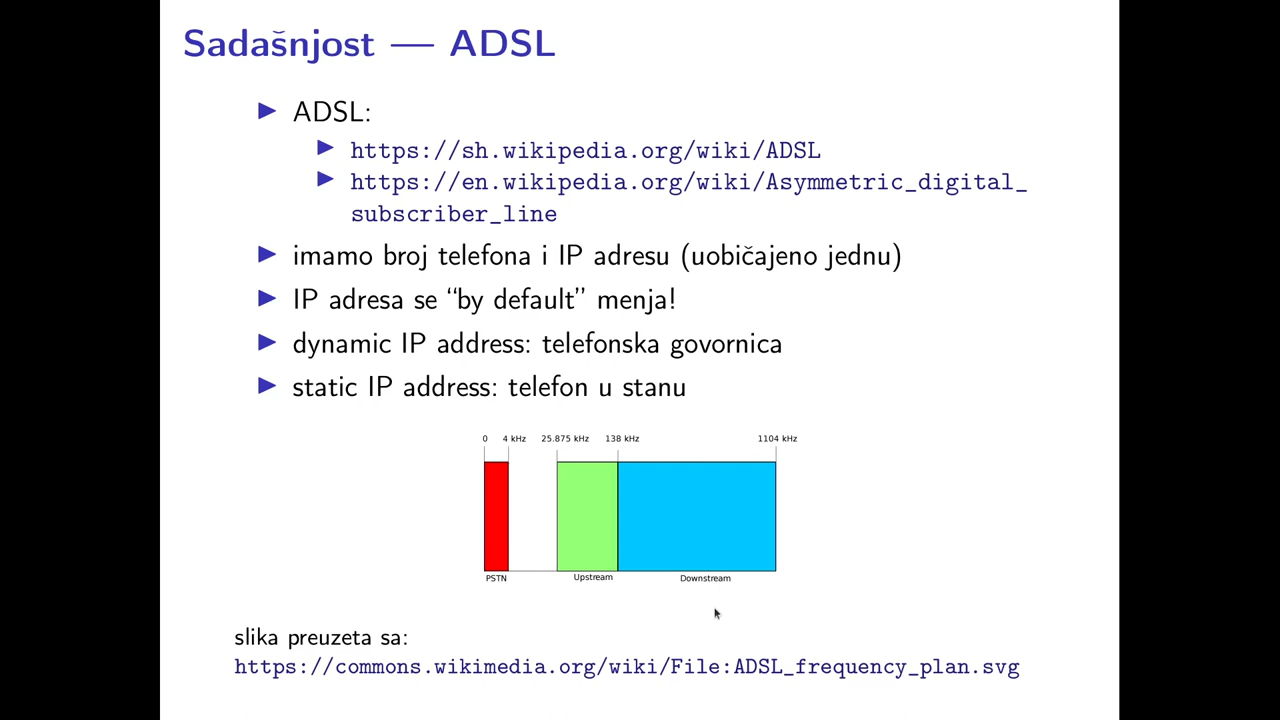 Sadašnjost — ADSL
ADSL:
https://sh.wikipedia.org/wiki/ADSL
https://en.wikipedia.org/wiki/Asymmetric_digital_
subscriber_line
imamo broj telefona i IP adresu (uobičajeno jednu)
IP adresa se “by default” menja!
dynamic IP address: telefonska govornica
static IP address: telefon u stanu
0 4 kHz 25.875 kHz 138 kHz 1104 kHz
PSTN Upstream Downstream
slika preuzeta sa:
https://commons.wikimedia.org/wiki/File:ADSL_frequency_plan.svg